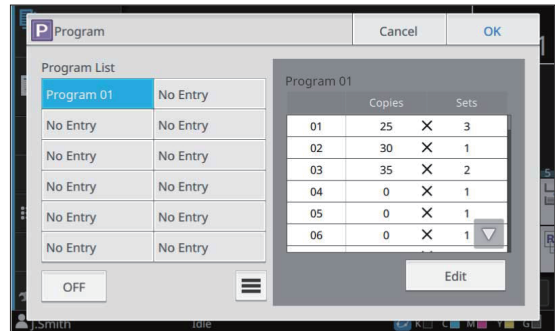 P Program
Cancel
OK
Program List
Program 01 No Entry
No Entry No Entry
No Entry No Entry
No Entry No Entry
No Entry No Entry
No Entry No Entry
OFF
Program 01
Copies Sets
01 25 X 3
02 30 X 1
03 35 X 2
04 0 X 1
05 0 X 1
06 0 X 1
Edit
J.Smith Idle K C M Y G